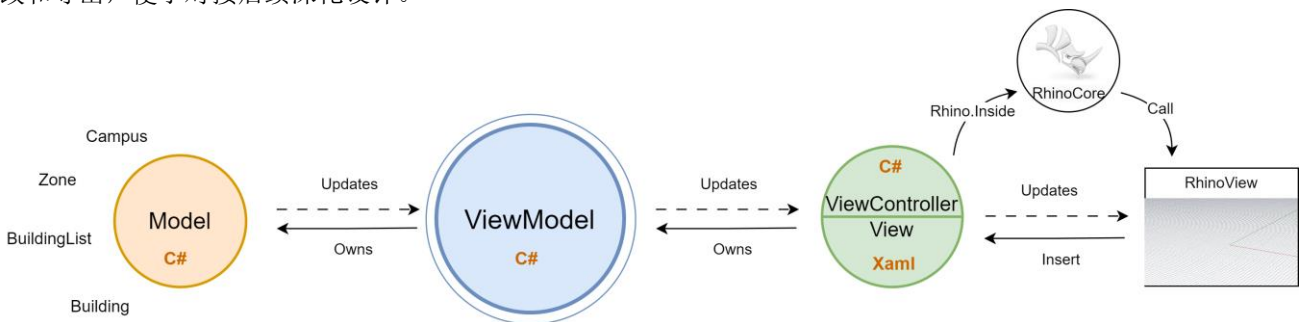 改和导出，便于对接后续深化设计。
RhinoCore
Rhino.Inside
Call
Campus
Zone
BuildingList
Building
Model
C#
Updates
Owns
ViewModel
C#
Updates
Owns
C#
ViewController
View
Xaml
Updates
Insert
RhinoView